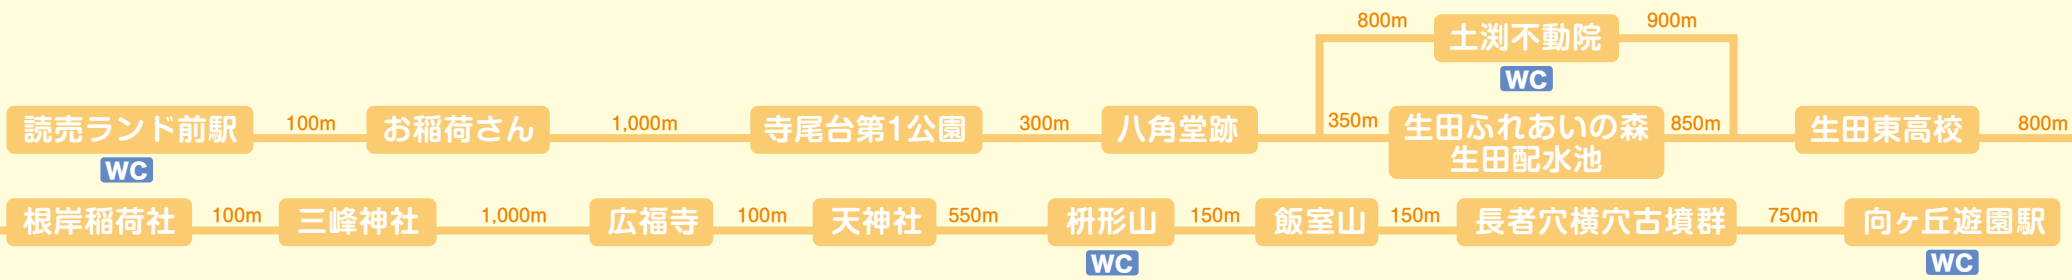 800m
土渕不動院
900m
WC
読売ランド前駅
100m
お稲荷さん
1,000m
寺尾台第1公園
300m
八角堂跡
350m
生田ふれあいの森
生田配水池
850m
生田東高校
800m
WC
根岸稲荷社
100m
三峰神社
1,000m
広福寺
100m
天神社
550m
枡形山
150m
飯室山
150m
長者穴横穴古墳群
750m
向ヶ丘遊園駅
WC
WC